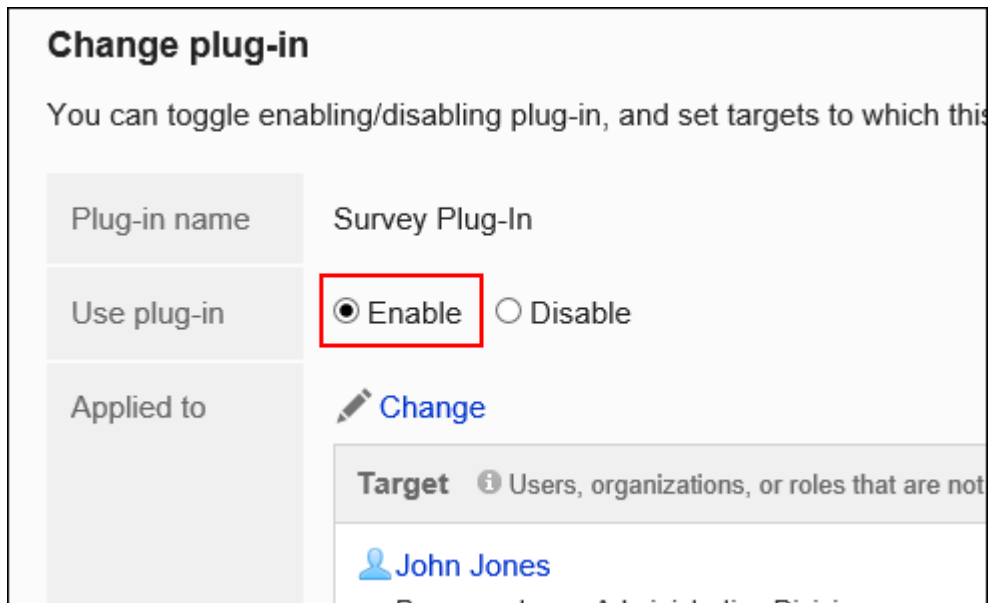 Change plug-in
You can toggle enabling/disabling plug-in, and set targets to which this
Plug-in name Survey Plug-In
Use plug-in Enable Disable
Applied to Change
Target Users, organizations, or roles that are not
John Jones